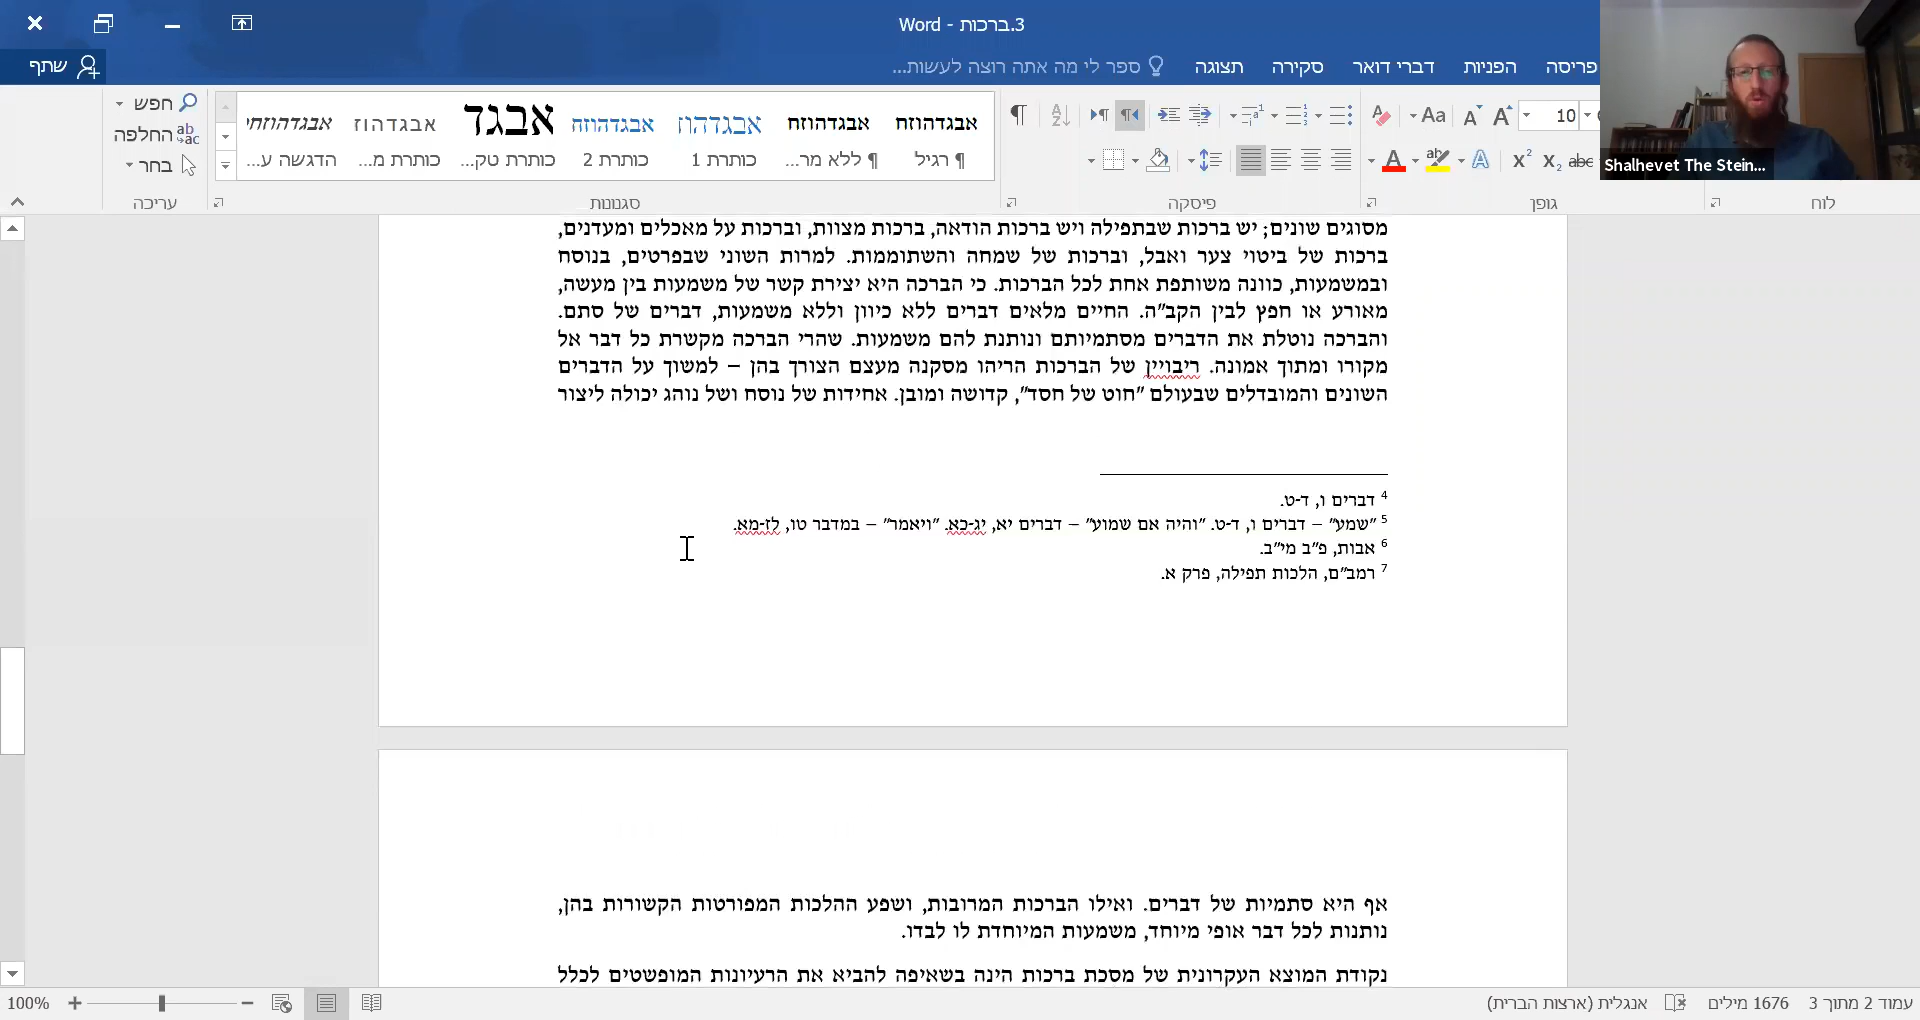 3.ברכות - Word
פריסה הפניות דברי דואר סקירה תצוגה ספר לי מה אתה רוצה לעשות... שתף
Shalhevet The Stein...
10 Aa
אבגדהוזח אבגדהוזח אבגדהוז אבגדהוזח אבגד אבגדהוז אבגדהוזחי
¶ רגיל ¶ ללא מר... כותרת 1 כותרת 2 כותרת טק... כותרת מ... הדגשה ע...
חפש
החלפה
בחר
לוח גופן פיסקה סגנונות עריכה
מסוגים שונים; יש ברכות שבתפילה ויש ברכות הודאה, ברכות מצוות, וברכות על מאכלים ומעדנים,
ברכות של ביטוי צער ואבל, וברכות של שמחה והשתוממות. למרות השוני שבפרטים, בנוסח
ובמשמעות, כוונה משותפת אחת לכל הברכות. כי הברכה היא יצירת קשר של משמעות בין מעשה,
מאורע או חפץ לבין הקב"ה. החיים מלאים דברים ללא כיוון וללא משמעות, דברים של סתם.
והברכה נוטלת את הדברים מסתמיותם ונותנת להם משמעות. שהרי הברכה מקשרת כל דבר אל
מקורו ומתוך אמונה. ריבויין של הברכות הריהו מסקנה מעצם הצורך בהן – למשוך על הדברים
השונים והמובדלים שבעולם "חוט של חסד", קדושה ומובן. אחידות של נוסח ושל נוהג יכולה ליצור
4 דברים ו, ד-ט.
5 "שמע" – דברים ו, ד-ט. "והיה אם שמוע" – דברים יא, יג-כא. "ויאמר" – במדבר טו, לז-מא.
6 אבות, פ"ב מי"ב.
7 רמב"ם, הלכות תפילה, פרק א.
אף היא סתמיות של דברים. ואילו הברכות המרובות, ושפע ההלכות המפורטות הקשורות בהן,
נותנות לכל דבר אופי מיוחד, משמעות המיוחדת לו לבדו.
נקודת המוצא העקרונית של מסכת ברכות הינה בשאיפה להביא את הרעיונות המופשטים לכלל
עמוד 2 מתוך 3 1676 מילים אנגלית (ארצות הברית) 100%